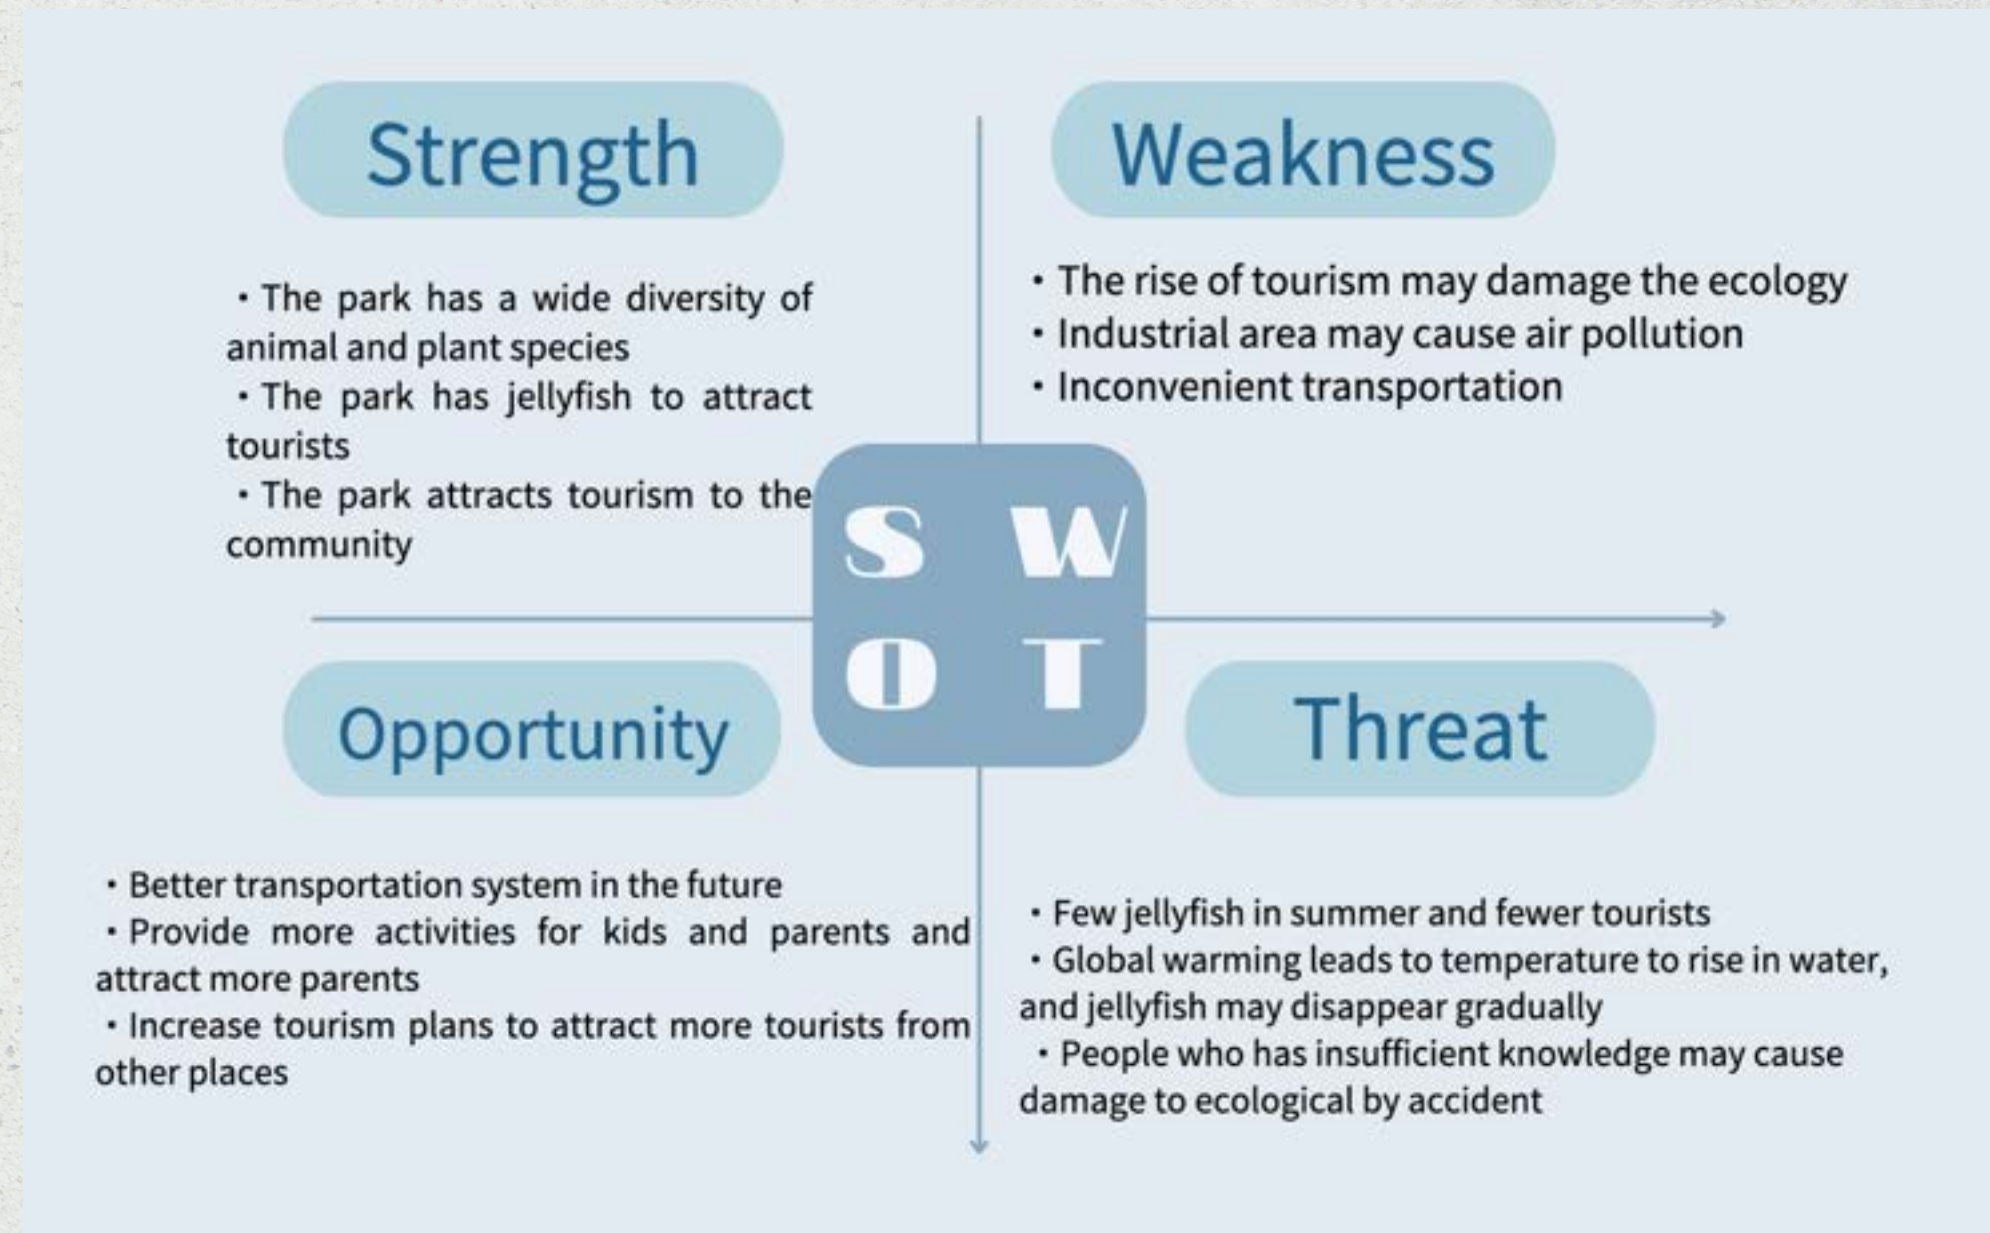 Strength
・The park has a wide diversity of
animal and plant species
・The park has jellyfish to attract
tourists
・The park attracts tourism to the
community
Weakness
・The rise of tourism may damage the ecology
・Industrial area may cause air pollution
・Inconvenient transportation
S W
O T
Opportunity
・Better transportation system in the future
・Provide more activities for kids and parents and
attract more parents
・Increase tourism plans to attract more tourists from
other places
Threat
・Few jellyfish in summer and fewer tourists
・Global warming leads to temperature to rise in water,
and jellyfish may disappear gradually
・People who has insufficient knowledge may cause
damage to ecological by accident